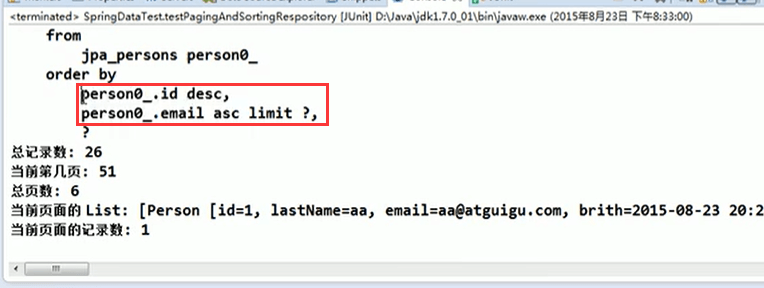 <terminated> SpringDataTest.testPagingAndSortingRespository [JUnit] D:\Java\jdk1.7.0_01\bin\javaw.exe (2015年8月23日 下午8:33:00)
from
jpa_persons person0_
order by
person0_.id desc,
person0_.email asc limit ?,
?
总记录数: 26
当前第几页: 51
总页数: 6
当前页面的 List: [Person [id=1, lastName=aa, email=aa@atguigu.com, brith=2015-08-23 20:2
当前页面的记录数: 1